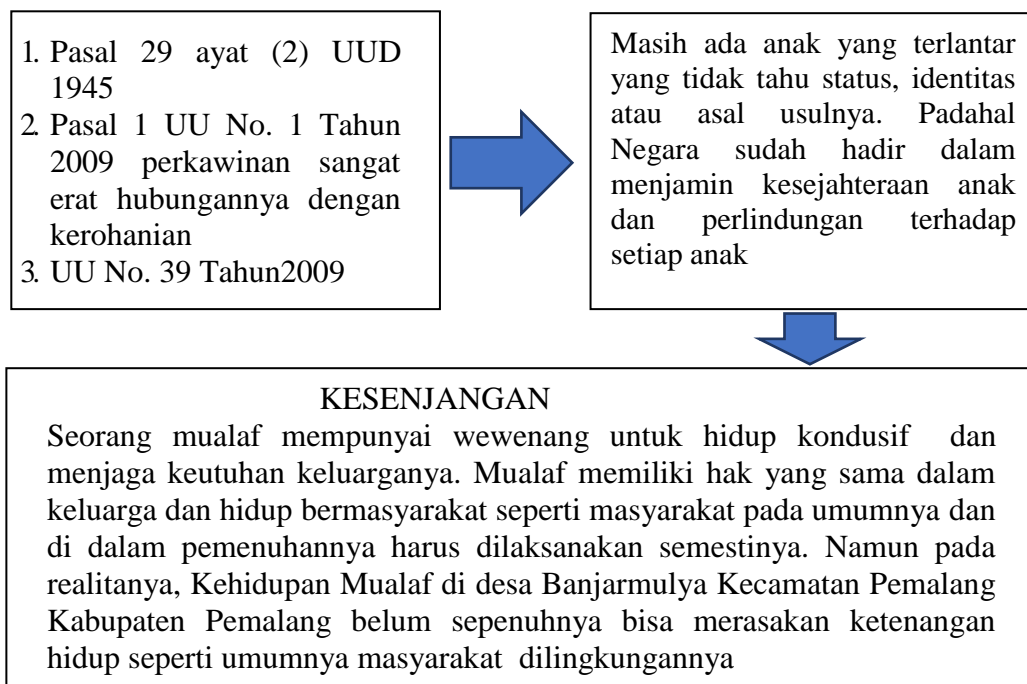 1. Pasal 29 ayat (2) UUD
1945
2. Pasal 1 UU No. 1 Tahun
2009 perkawinan sangat
erat hubungannya dengan
kerohanian
3. UU No. 39 Tahun2009
Masih ada anak yang terlantar
yang tidak tahu status, identitas
atau asal usulnya. Padahal
Negara sudah hadir dalam
menjamin kesejahteraan anak
dan perlindungan terhadap
setiap anak
KESENJANGAN
Seorang mualaf mempunyai wewenang untuk hidup kondusif dan
menjaga keutuhan keluarganya. Mualaf memiliki hak yang sama dalam
keluarga dan hidup bermasyarakat seperti masyarakat pada umumnya dan
di dalam pemenuhannya harus dilaksanakan semestinya. Namun pada
realitanya, Kehidupan Mualaf di desa Banjarmulya Kecamatan Pemalang
Kabupaten Pemalang belum sepenuhnya bisa merasakan ketenangan
hidup seperti umumnya masyarakat dilingkungannya